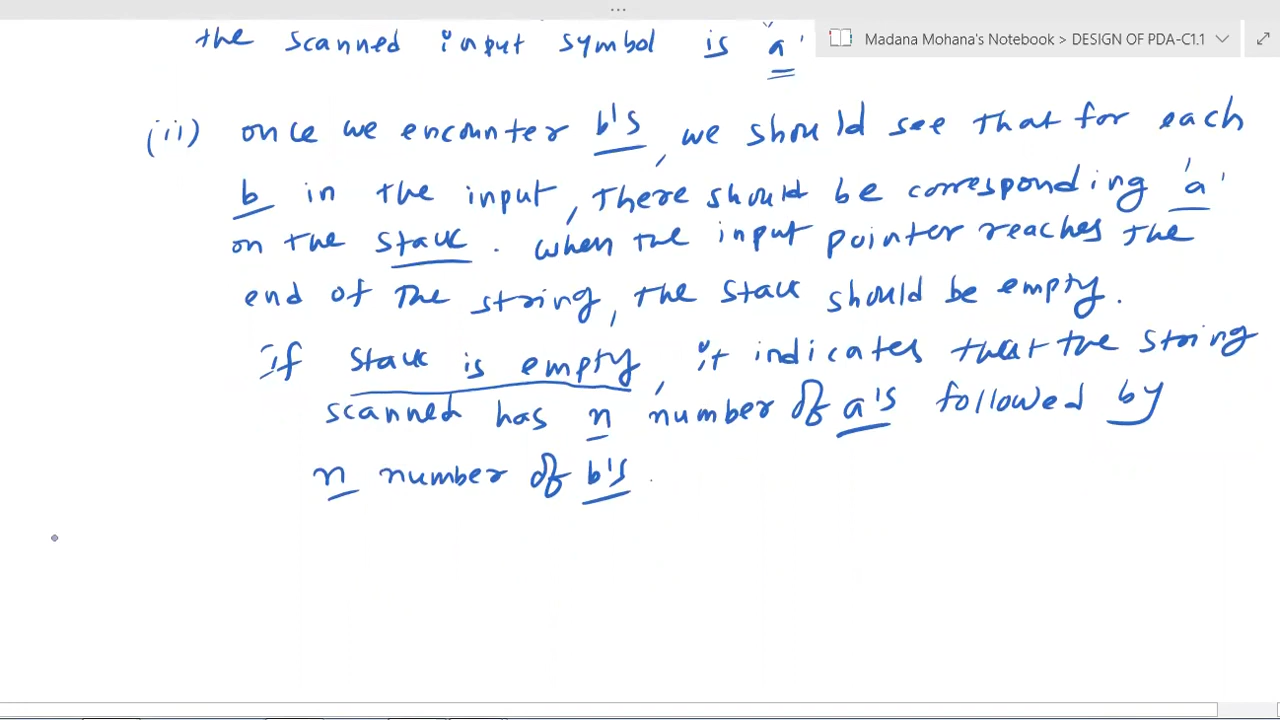 the scanned input symbol is 'a'
Madana Mohana's Notebook > DESIGN OF PDA-C1.1
(ii) once we encounter b's, we should see that for each
b in the input, there should be corresponding 'a'
on the stack. when the input pointer reaches the
end of the string, the stack should be empty.
If stack is empty, it indicates that the string
scanned has n number of a's followed by
n number of b's.